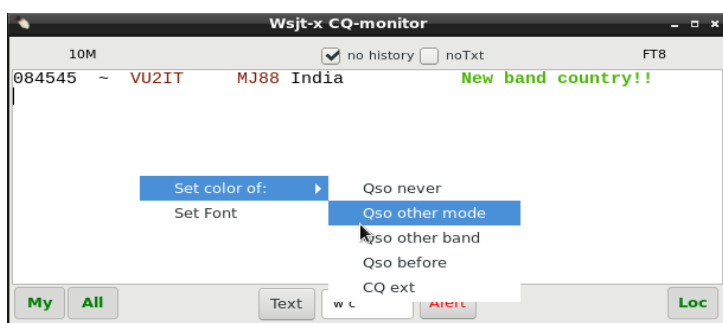 Wsjt-x CQ-monitor
10M no history noTxt FT8
084545 ~ VU2IT MJ88 India New band country!!
Set color of: Qso never
Set Font Qso other mode
Qso other band
Qso before
CQ ext
My All Text Alert Loc